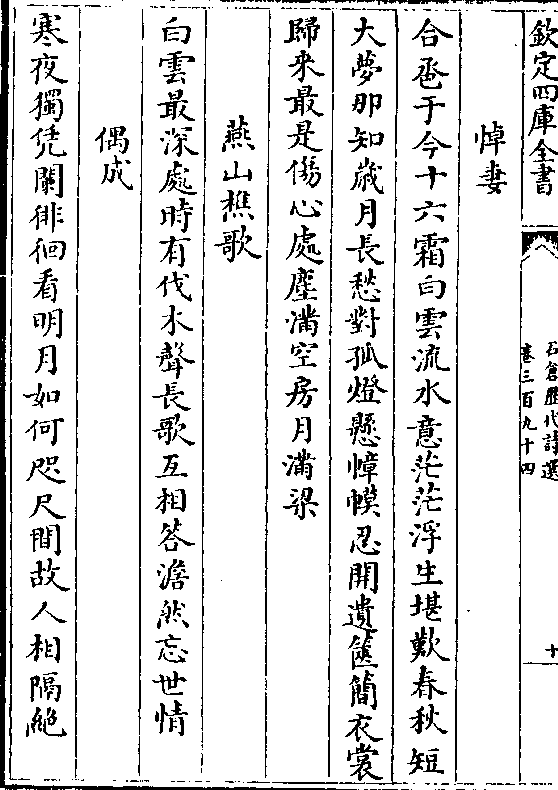 欽定四庫全書
石倉歷代詩選
卷三百九十四
十
悼妻
合巹于今十六霜白雲流水意茫茫浮生堪歎春秋短
大夢那知歲月長愁對孤燈懸幛幙忍開遺篋簡衣裳
歸來最是傷心處塵滿空房月滿梁
燕山樵歌
白雲最深處時有伐木聲長歌互相答澹然忘世情
偶成
寒夜獨凭闌徘徊看明月如何咫尺間故人相隔絶